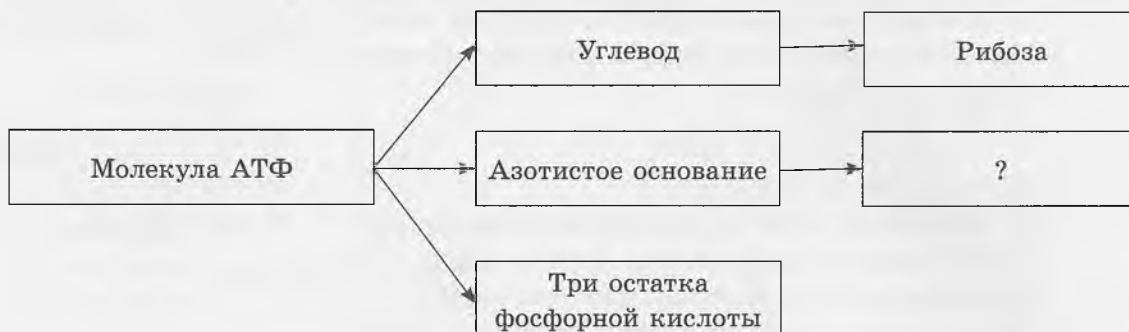 Углевод
Рибоза
Молекула АТФ
Азотистое основание
?
Три остатка
фосфорной кислоты